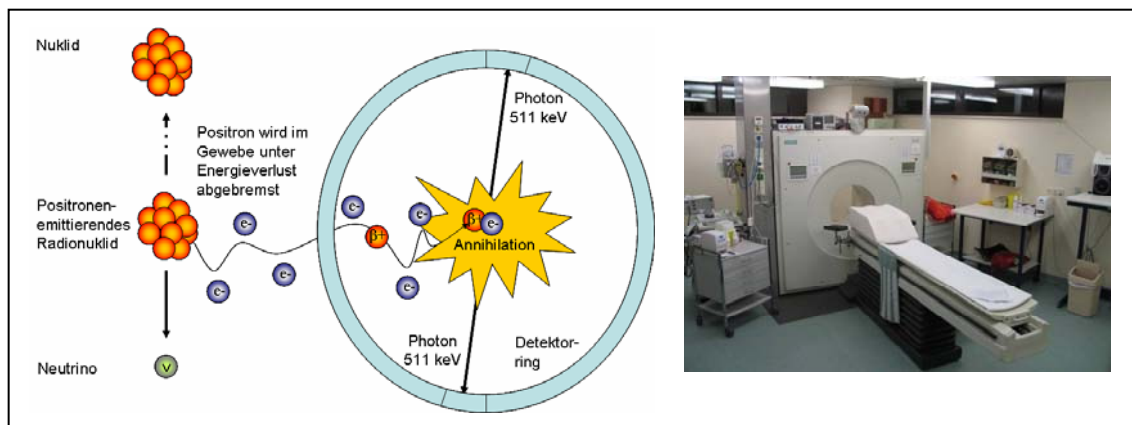 Nuklid
Positron wird im
Gewebe unter
Energieverlust
abgebremst
Positronen-
emittierendes
Radionuklid
Neutrino
ν
e-
e-
e-
e-
β+
e-
e-
β+
e-
Annihilation
Photon
511 keV
Photon
511 keV
Detektor-
ring